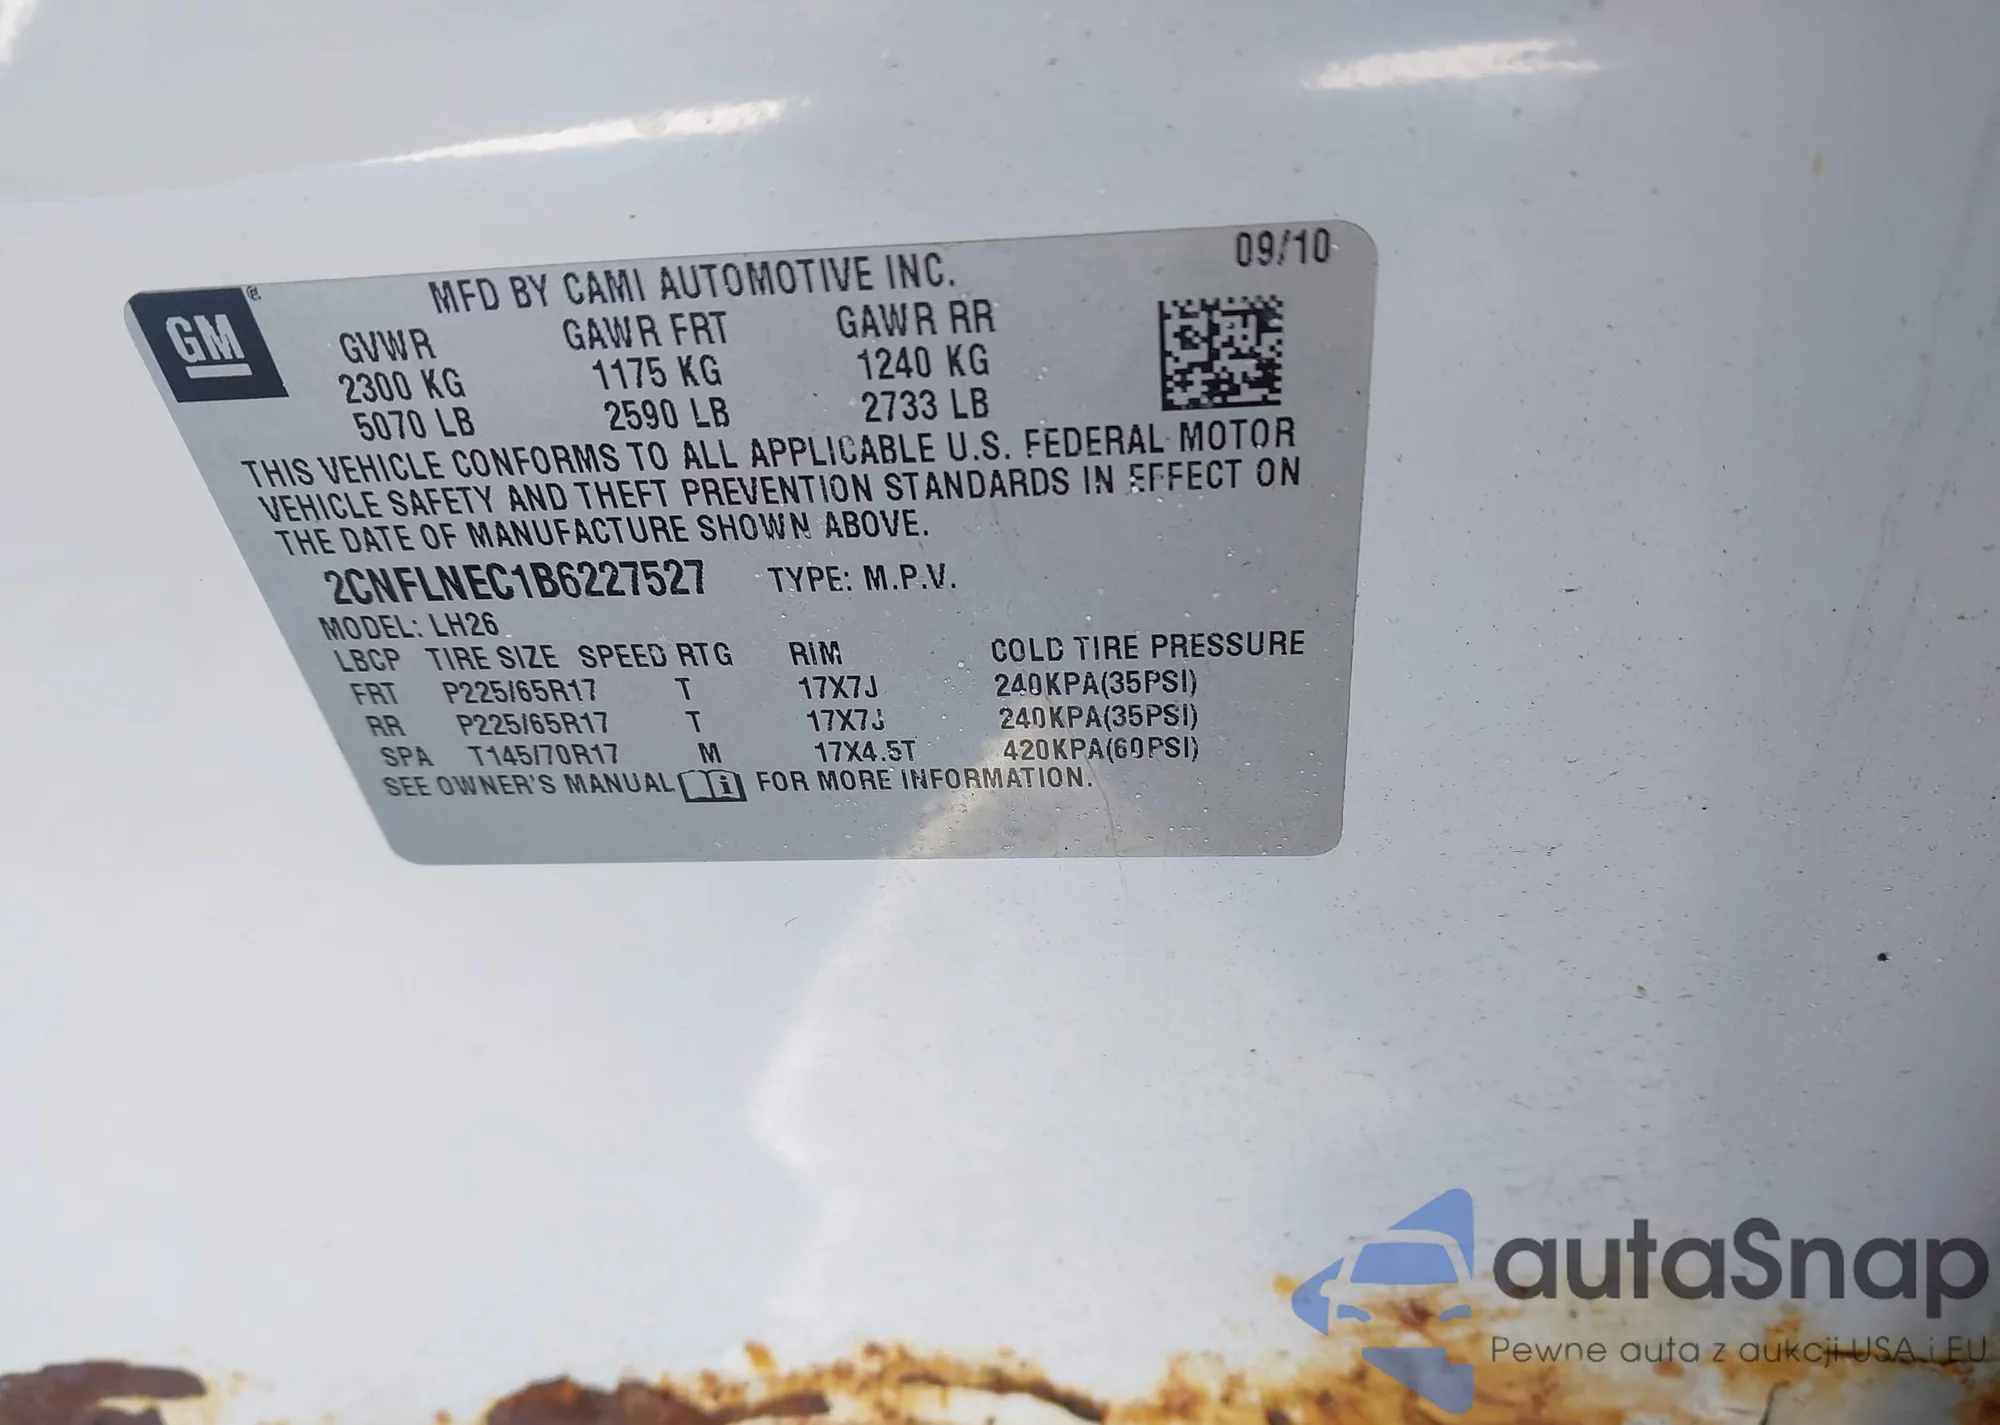 MFD BY CAMI AUTOMOTIVE INC. 09/10
GM ®
GVWR GAWR FRT GAWR RR
2300 KG 1175 KG 1240 KG
5070 LB 2590 LB 2733 LB
THIS VEHICLE CONFORMS TO ALL APPLICABLE U.S. FEDERAL MOTOR
VEHICLE SAFETY AND THEFT PREVENTION STANDARDS IN EFFECT ON
THE DATE OF MANUFACTURE SHOWN ABOVE.
2CNFLNEC1B6227527 TYPE: M.P.V.
MODEL: LH26
LBCP TIRE SIZE SPEED RTG RIM COLD TIRE PRESSURE
FRT P225/65R17 T 17X7J 240KPA(35PSI)
RR P225/65R17 T 17X7J 240KPA(35PSI)
SPA T145/70R17 M 17X4.5T 420KPA(60PSI)
SEE OWNER'S MANUAL i FOR MORE INFORMATION.
autaSnap
Pewne auta z aukcji USA i EU